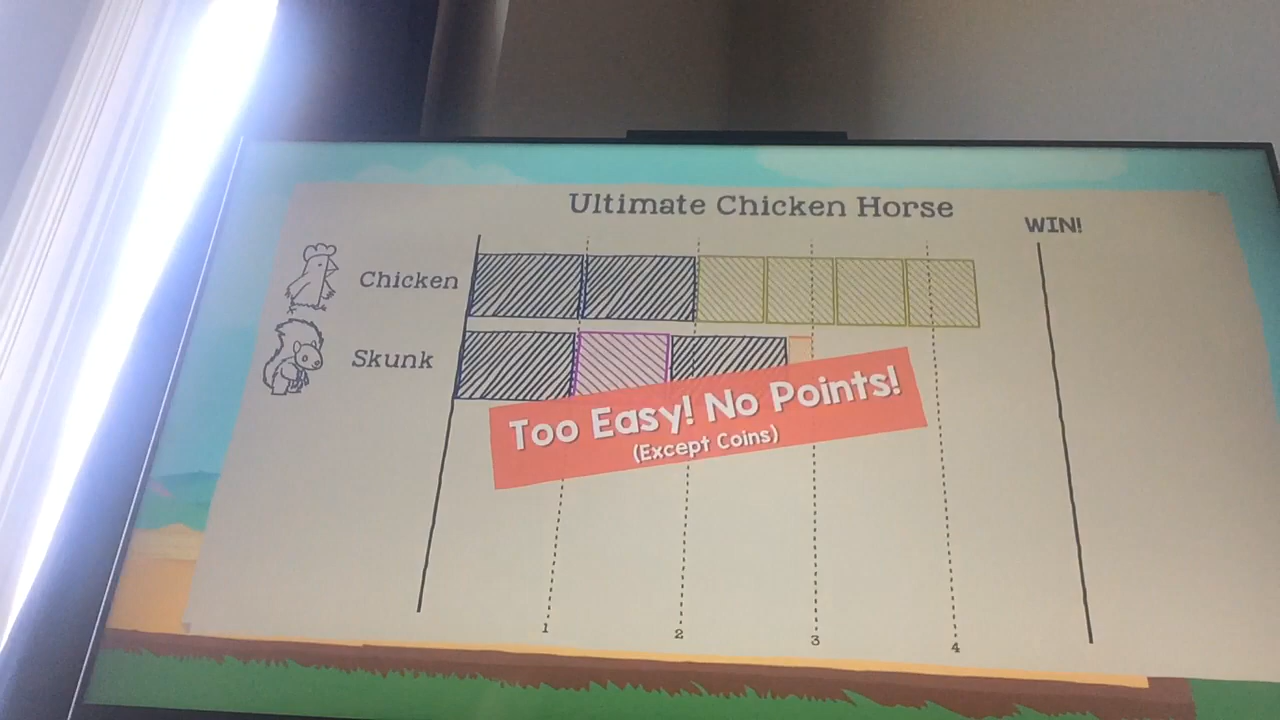 Ultimate Chicken Horse
WIN!
Chicken
Skunk
Too Easy! No Points!
(Except Coins)
1
2
3
4